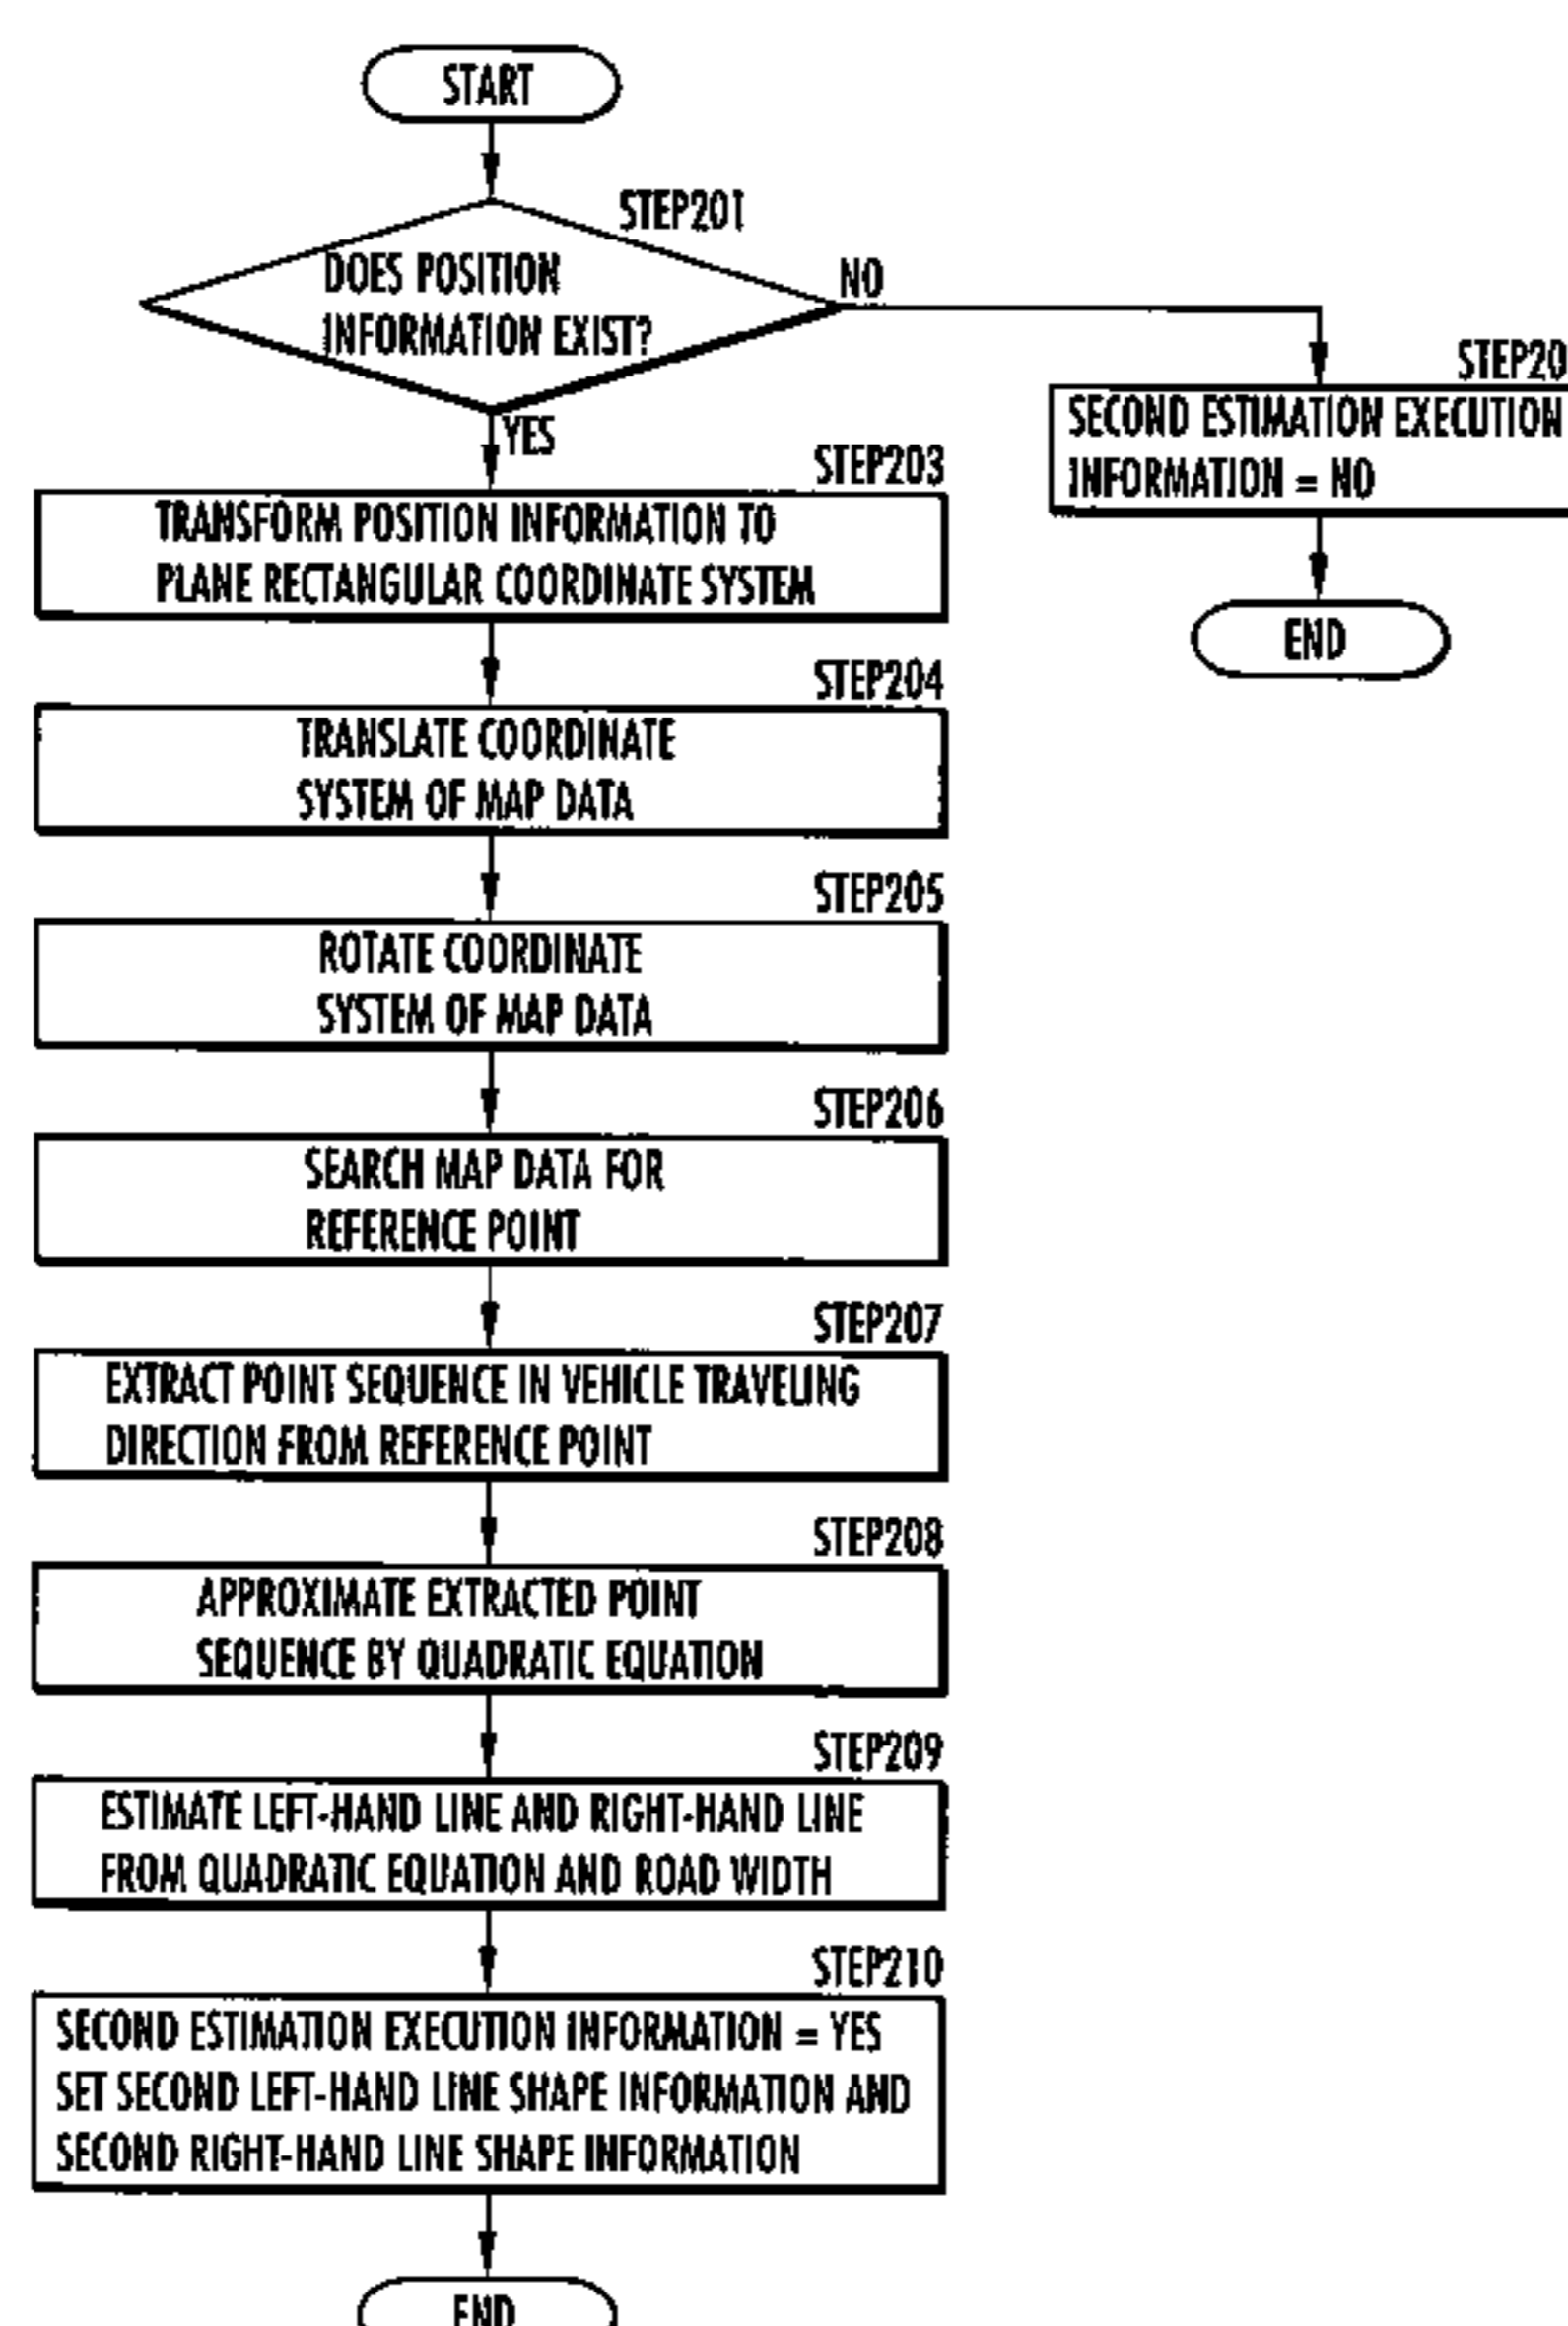 START
STEP201
DOES POSITION
INFORMATION EXIST?
NO
YES
STEP20
SECOND ESTIMATION EXECUTION
INFORMATION = NO
END
STEP203
TRANSFORM POSITION INFORMATION TO
PLANE RECTANGULAR COORDINATE SYSTEM
STEP204
TRANSLATE COORDINATE
SYSTEM OF MAP DATA
STEP205
ROTATE COORDINATE
SYSTEM OF MAP DATA
STEP206
SEARCH MAP DATA FOR
REFERENCE POINT
STEP207
EXTRACT POINT SEQUENCE IN VEHICLE TRAVELING
DIRECTION FROM REFERENCE POINT
STEP208
APPROXIMATE EXTRACTED POINT
SEQUENCE BY QUADRATIC EQUATION
STEP209
ESTIMATE LEFT-HAND LINE AND RIGHT-HAND LINE
FROM QUADRATIC EQUATION AND ROAD WIDTH
STEP210
SECOND ESTIMATION EXECUTION INFORMATION = YES
SET SECOND LEFT-HAND LINE SHAPE INFORMATION AND
SECOND RIGHT-HAND LINE SHAPE INFORMATION
END